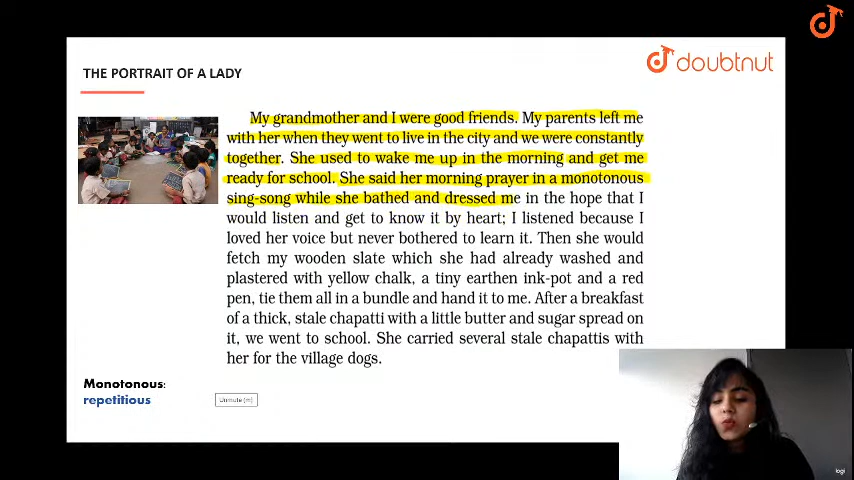 THE PORTRAIT OF A LADY
doubtnut
My grandmother and I were good friends. My parents left me
with her when they went to live in the city and we were constantly
together. She used to wake me up in the morning and get me
ready for school. She said her morning prayer in a monotonous
sing-song while she bathed and dressed me in the hope that I
would listen and get to know it by heart; I listened because I
loved her voice but never bothered to learn it. Then she would
fetch my wooden slate which she had already washed and
plastered with yellow chalk, a tiny earthen ink-pot and a red
pen, tie them all in a bundle and hand it to me. After a breakfast
of a thick, stale chapatti with a little butter and sugar spread on
it, we went to school. She carried several stale chapattis with
her for the village dogs.
Monotonous:
repetitious
Unmute (m)
logi